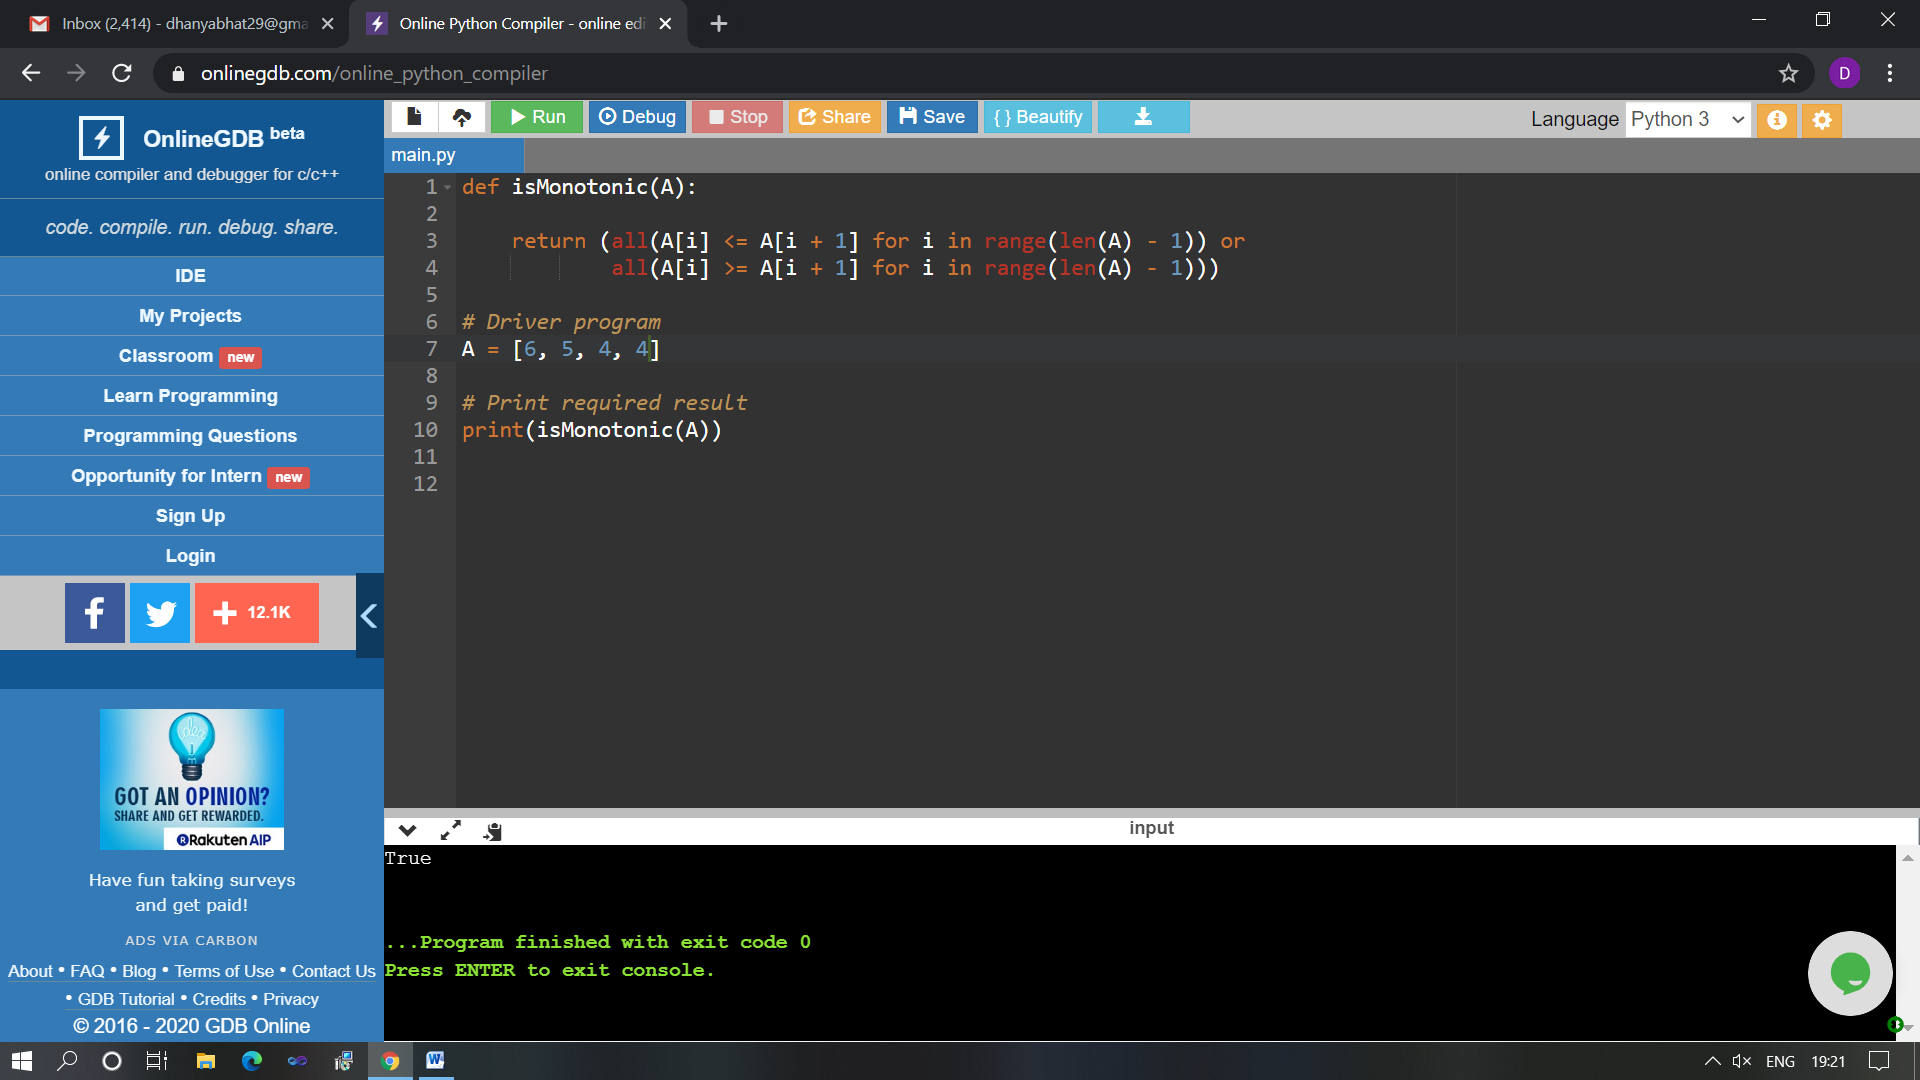 Inbox (2,414) - dhanyabhat29@gma
Online Python Compiler - online edi
onlinegdb.com/online_python_compiler
D
OnlineGDB beta
online compiler and debugger for c/c++
code. compile. run. debug. share.
IDE
My Projects
Classroom new
Learn Programming
Programming Questions
Opportunity for Intern new
Sign Up
Login
12.1K
idea
GOT AN OPINION?
SHARE AND GET REWARDED.
Rakuten AIP
Have fun taking surveys
and get paid!
ADS VIA CARBON
About • FAQ • Blog • Terms of Use • Contact Us
• GDB Tutorial • Credits • Privacy
© 2016 - 2020 GDB Online
Run Debug Stop Share Save { } Beautify
Language Python 3
main.py
1 def isMonotonic(A):
2
3 return (all(A[i] <= A[i + 1] for i in range(len(A) - 1)) or
4 all(A[i] >= A[i + 1] for i in range(len(A) - 1)))
5
6 # Driver program
7 A = [6, 5, 4, 4]
8
9 # Print required result
10 print(isMonotonic(A))
11
12
input
True
...Program finished with exit code 0
Press ENTER to exit console.
ENG 19:21